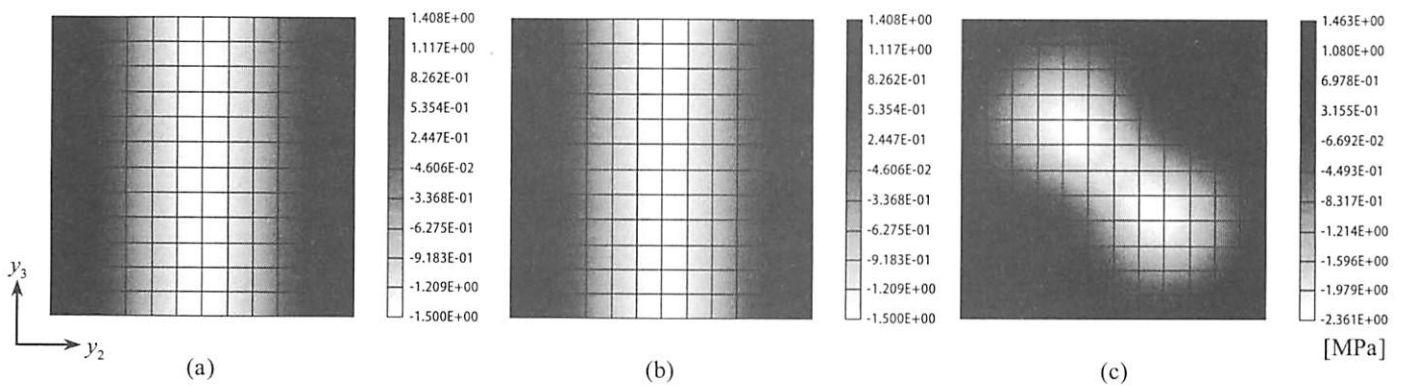 1.408E+00
1.117E+00
8.262E-01
5.354E-01
2.447E-01
-4.606E-02
-3.368E-01
-6.275E-01
-9.183E-01
-1.209E+00
-1.500E+00
1.408E+00
1.117E+00
8.262E-01
5.354E-01
2.447E-01
-4.606E-02
-3.368E-01
-6.275E-01
-9.183E-01
-1.209E+00
-1.500E+00
1.463E+00
1.080E+00
6.978E-01
3.155E-01
-6.692E-02
-4.493E-01
-8.317E-01
-1.214E+00
-1.596E+00
-1.979E+00
-2.361E+00
y3
y2
(a)
(b)
(c)
[MPa]